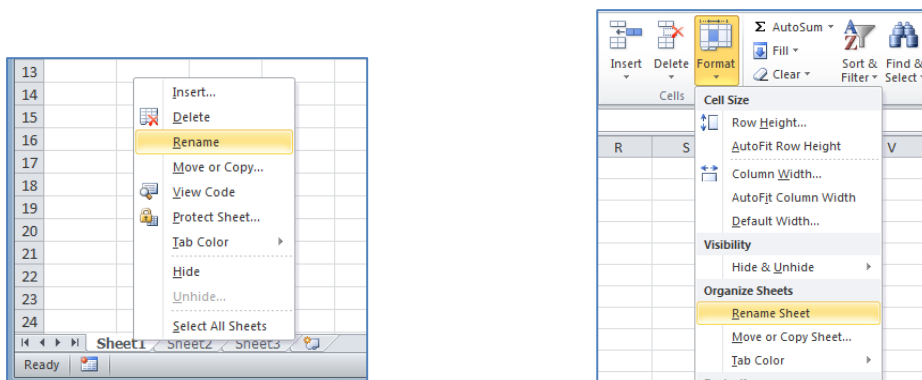 13
14
15
16
17
18
19
20
21
22
23
24
Insert...
Delete
Rename
Move or Copy...
View Code
Protect Sheet...
Tab Color
Hide
Unhide...
Select All Sheets
Sheet1 Sheet2 Sheet3
Ready
Insert Delete Format
Cells
Σ AutoSum
Fill
Clear
Sort & Filter
Find & Select
R S V
Cell Size
Row Height...
AutoFit Row Height
Column Width...
AutoFit Column Width
Default Width...
Visibility
Hide & Unhide
Organize Sheets
Rename Sheet
Move or Copy Sheet...
Tab Color